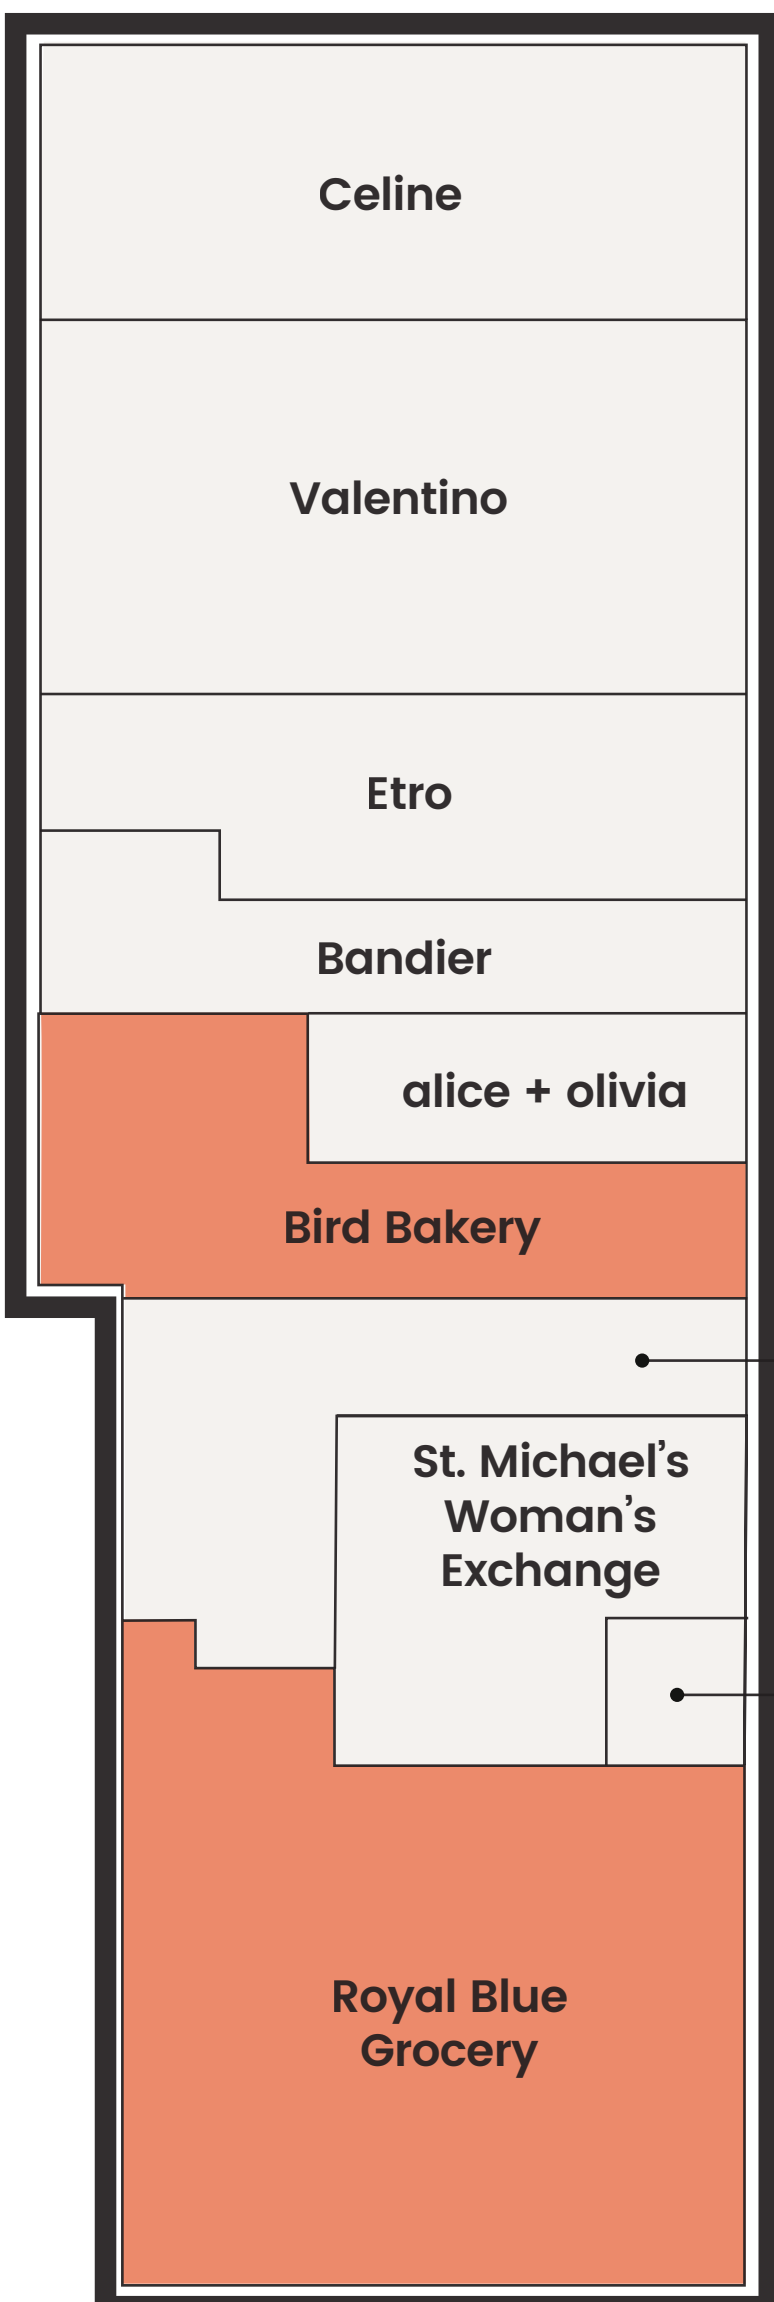 Celine
Valentino
Etro
Bandier
alice + olivia
Bird Bakery
St. Michael’s
Woman’s
Exchange
Royal Blue
Grocery